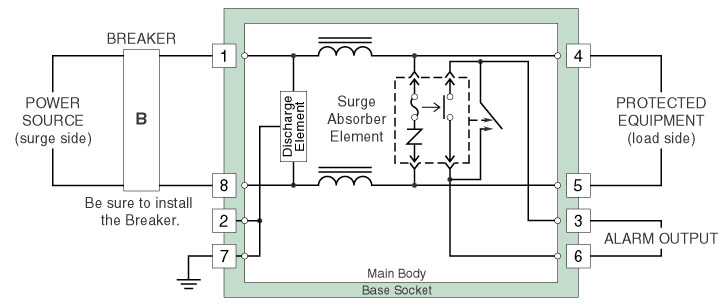 BREAKER
1
4
POWER
SOURCE
(surge side)
B
Discharge
Element
Surge
Absorber
Element
PROTECTED
EQUIPMENT
(load side)
8
5
Be sure to install
the Breaker.
2
3
ALARM OUTPUT
7
6
Main Body
Base Socket